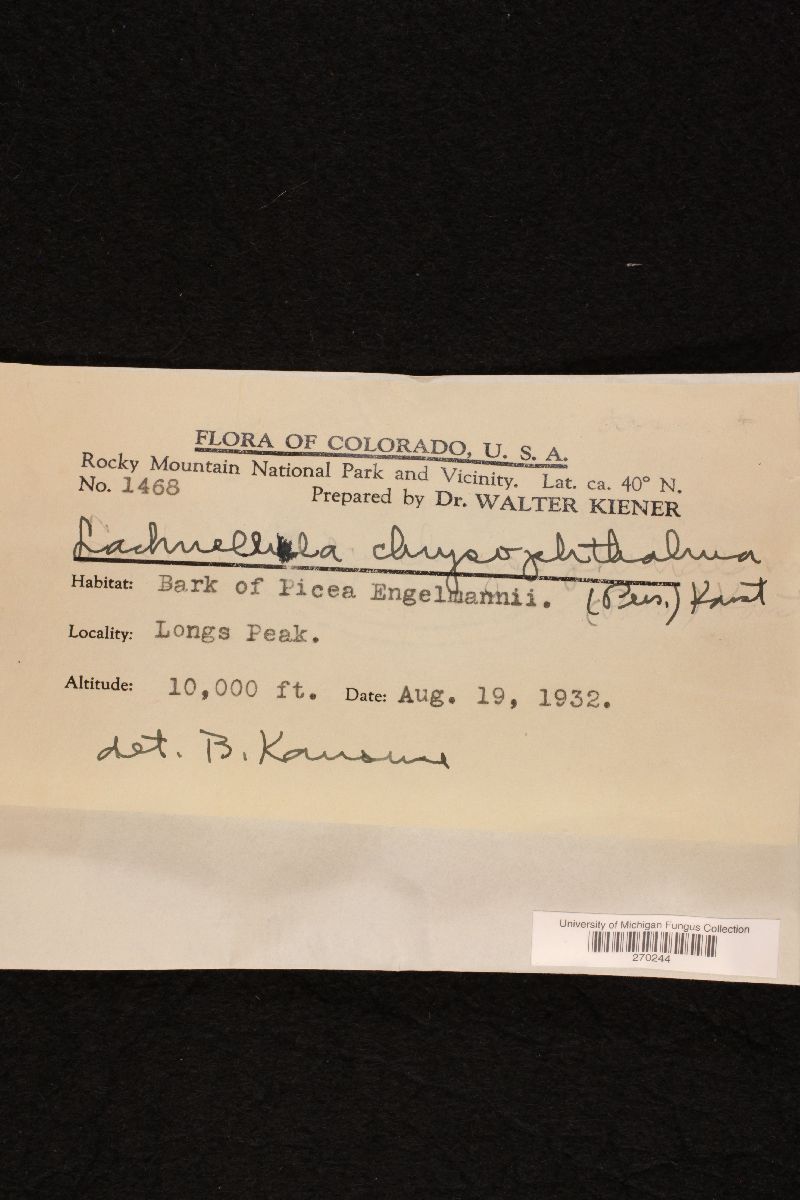 FLORA OF COLORADO, U. S. A.
Rocky Mountain National Park and Vicinity. Lat. ca. 40° N.
No. 1468 Prepared by Dr. WALTER KIENER
Lachnellula chrysophthalma
(Pers.) Karst
Habitat: Bark of Picea Engelmannii.
Locality: Longs Peak.
Altitude: 10,000 ft. Date: Aug. 19, 1932.
det. B. Kanouse
University of Michigan Fungus Collection
270244